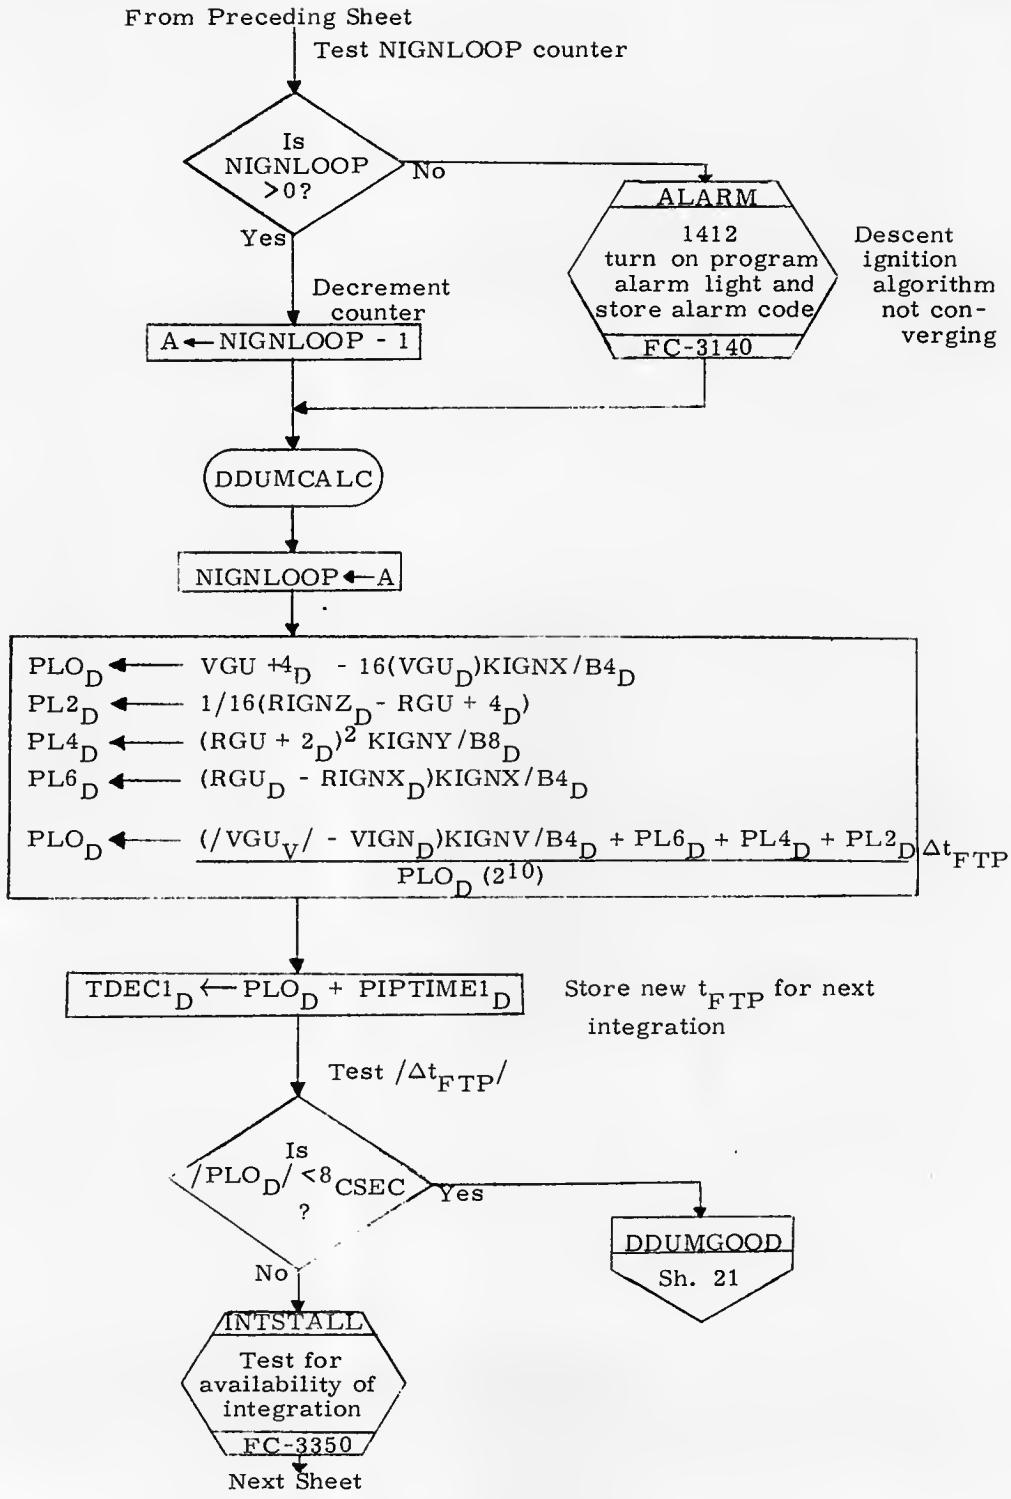 From Preceding Sheet
Test NIGNLOOP counter
Is
NIGNLOOP
>0?
No
Yes
ALARM
1412
turn on program
alarm light and
store alarm code
FC-3140
Descent
ignition
algorithm
not con-
verging
Decrement
counter
A ← NIGNLOOP - 1
DDUMCALC
NIGNLOOP ← A
PLO_D ← VGU +4_D - 16(VGU_D)KIGNX/B4_D
PL2_D ← 1/16(RIGNZ_D - RGU + 4_D)
PL4_D ← (RGU + 2_D)² KIGNY/B8_D
PL6_D ← (RGU_D - RIGNX_D)KIGNX/B4_D
PLO_D ← (/VGU_V/ - VIGN_D)KIGNV/B4_D + PL6_D + PL4_D + PL2_D Δt_FTP
PLO_D (2¹⁰)
TDEC1_D ← PLO_D + PIPTIME1_D
Store new t_FTP for next
integration
Test /Δt_FTP/
Is
/PLO_D/ <8_CSEC
?
Yes
No
DDUMGOOD
Sh. 21
INTSTALL
Test for
availability of
integration
FC-3350
Next Sheet